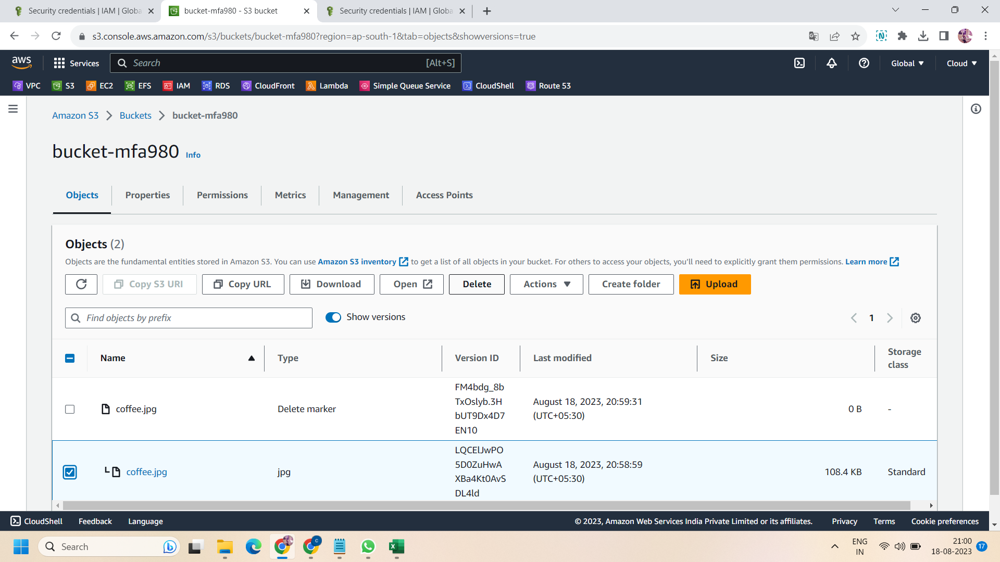 Security credentials | IAM | Globa
bucket-mfa980 - S3 bucket
Security credentials | IAM | Globa
s3.console.aws.amazon.com/s3/buckets/bucket-mfa980?region=ap-south-1&tab=objects&showversions=true
aws
Services
Search
[Alt+S]
Global
Cloud
VPC
S3
EC2
EFS
IAM
RDS
CloudFront
Lambda
Simple Queue Service
CloudShell
Route 53
Amazon S3
Buckets
bucket-mfa980
bucket-mfa980 Info
Objects
Properties
Permissions
Metrics
Management
Access Points
Objects (2)
Objects are the fundamental entities stored in Amazon S3. You can use Amazon S3 inventory to get a list of all objects in your bucket. For others to access your objects, you’ll need to explicitly grant them permissions. Learn more
Copy S3 URI
Copy URL
Download
Open
Delete
Actions
Create folder
Upload
Find objects by prefix
Show versions
1
Name
Type
Version ID
Last modified
Size
Storage
class
coffee.jpg
Delete marker
FM4bdg_8b
TxOslyb.3H
bUT9Dx4D7
EN10
August 18, 2023, 20:59:31
(UTC+05:30)
0 B
-
coffee.jpg
jpg
LQCElJwPO
5D0ZuHwA
XBa4Kt0AvS
DL4ld
August 18, 2023, 20:58:59
(UTC+05:30)
108.4 KB
Standard
CloudShell
Feedback
Language
© 2023, Amazon Web Services India Private Limited or its affiliates.
Privacy
Terms
Cookie preferences
Search
C
ENG
IN
21:00
18-08-2023
17